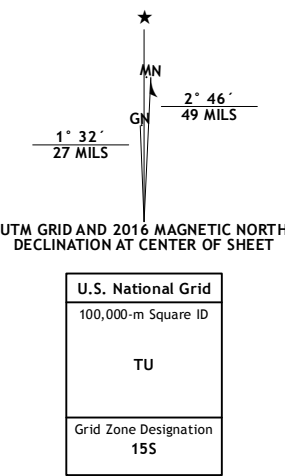 ★
MN
GN
2° 46´
49 MILS
1° 32´
27 MILS
UTM GRID AND 2016 MAGNETIC NORTH
DECLINATION AT CENTER OF SHEET
U.S. National Grid
100,000-m Square ID
TU
Grid Zone Designation
15S